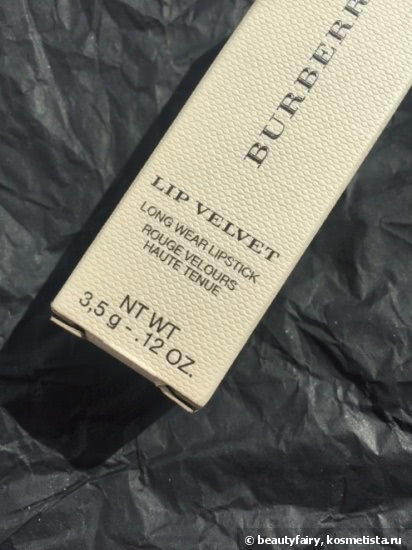 BURBERR
LIP VELVET
LONG WEAR LIPSTICK
ROUGE VELOURS
HAUTE TENUE
NT WT
3,5 g - .12 OZ.
© beautyfairy, kosmetista.ru